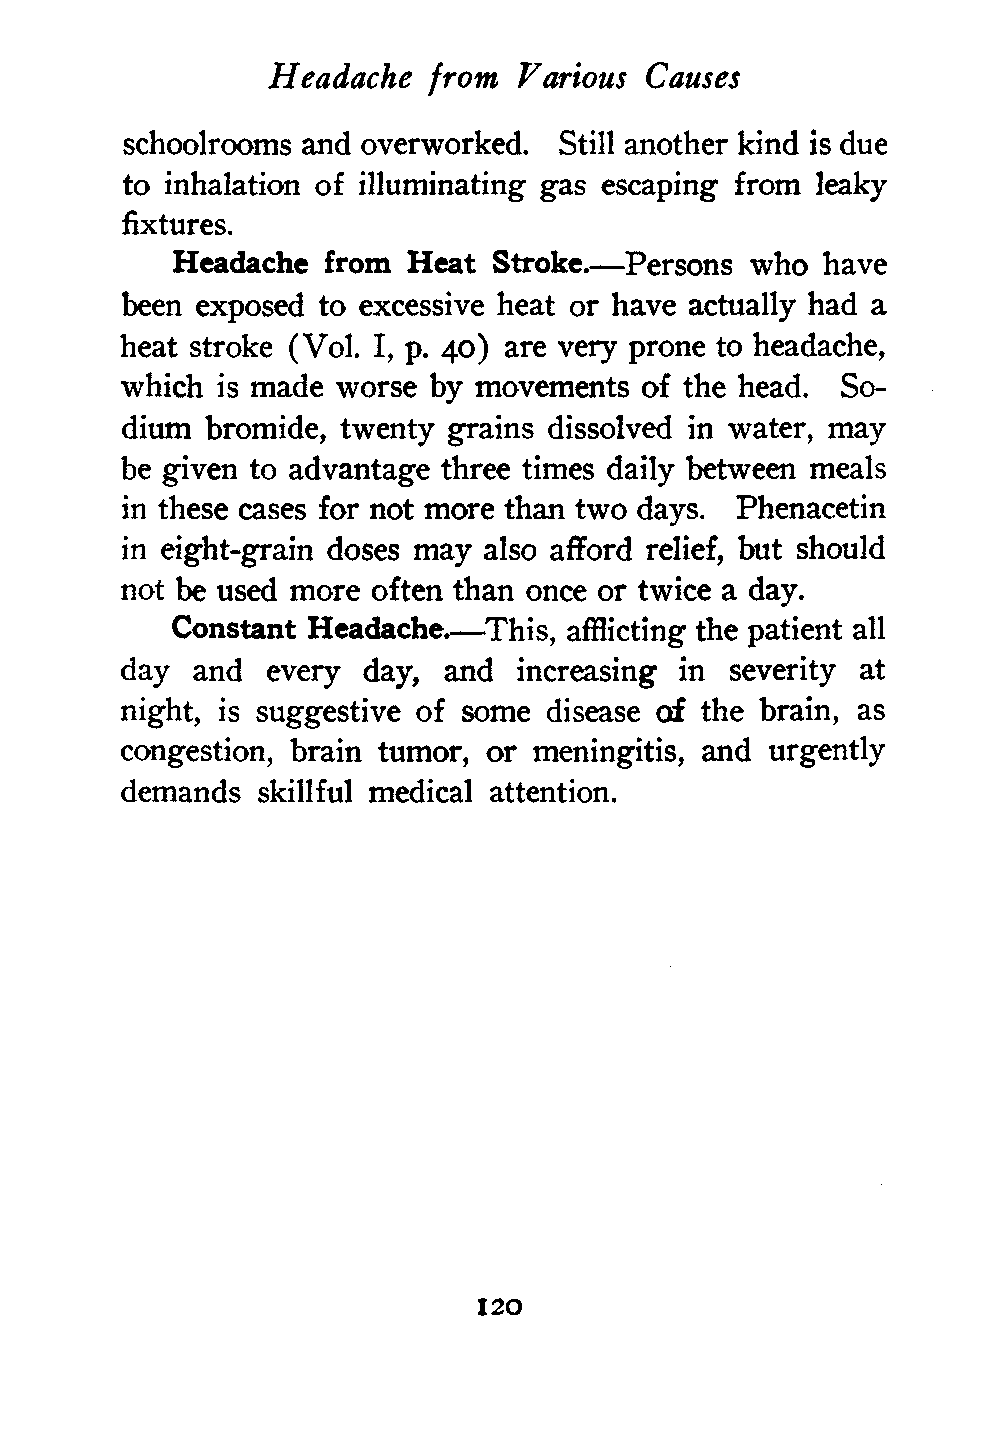 Headache from Various Causes
schoolrooms and overworked. Still another kind is due
to inhalation of illuminating gas escaping from leaky
fixtures.
Headache from Heat Stroke.—Persons who have
been exposed to excessive heat or have actually had a
heat stroke (Vol. I, p. 40) are very prone to headache,
which is made worse by movements of the head. So-
dium bromide, twenty grains dissolved in water, may
be given to advantage three times daily between meals
in these cases for not more than two days. Phenacetin
in eight-grain doses may also afford relief, but should
not be used more often than once or twice a day.
Constant Headache.—This, afflicting the patient all
day and every day, and increasing in severity at
night, is suggestive of some disease of the brain, as
congestion, brain tumor, or meningitis, and urgently
demands skillful medical attention.
120